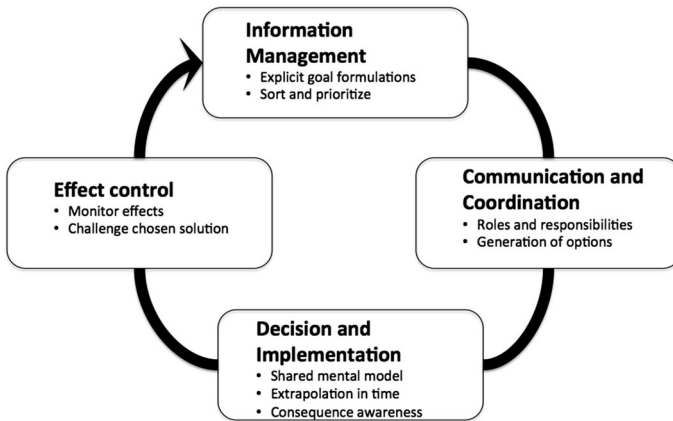 Information
Management
• Explicit goal formulations
• Sort and prioritize
Effect control
• Monitor effects
• Challenge chosen solution
Communication and
Coordination
• Roles and responsibilities
• Generation of options
Decision and
Implementation
• Shared mental model
• Extrapolation in time
• Consequence awareness